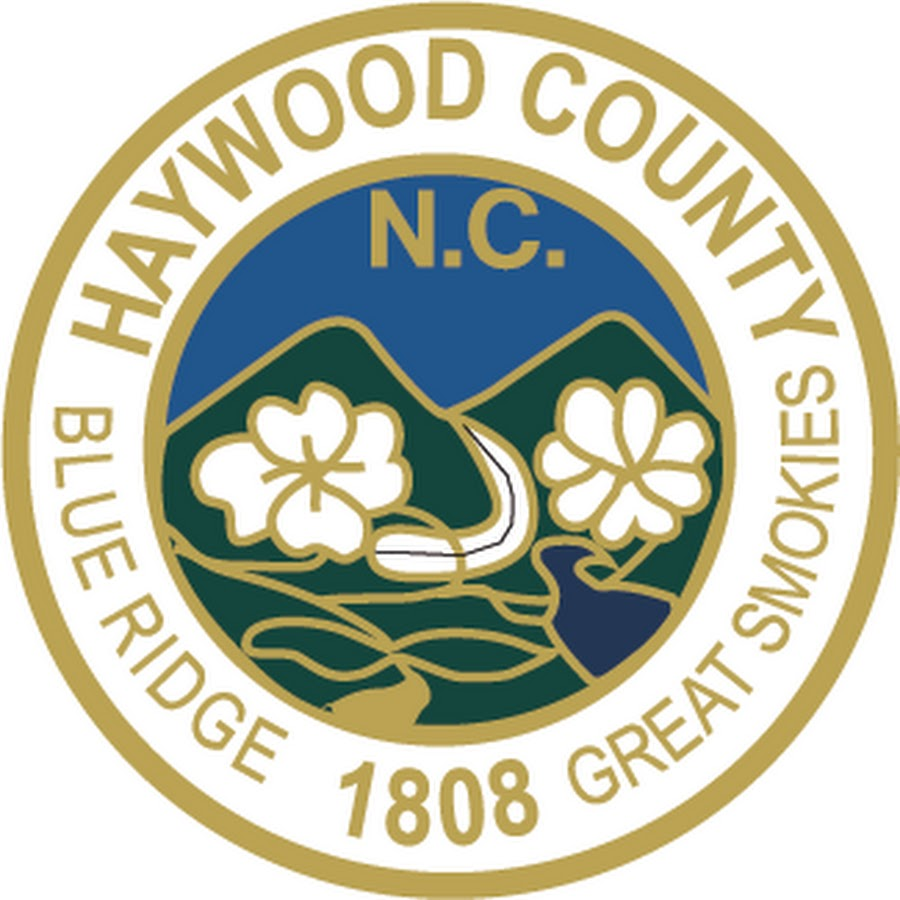 HAYWOOD COUNTY
N.C.
BLUE RIDGE
1808
GREAT SMOKIES